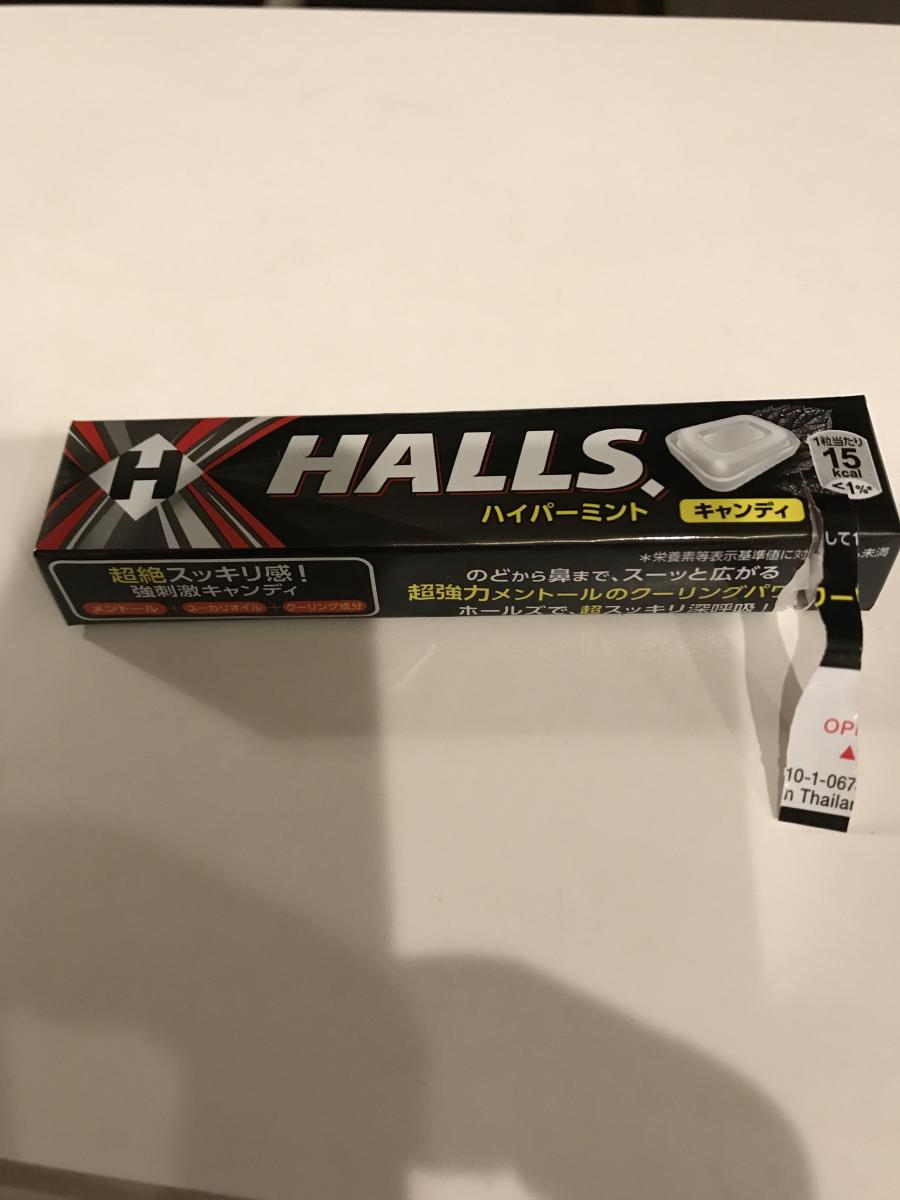 H
HALLS.
ハイパーミント
キャンディ
1粒当たり
15
kcal
<1%*
*栄養素等表示基準値に対して1 未満
超絶スッキリ感!
強刺激キャンディ
メントール + ユーカリオイル + クーリング成分
のどから鼻まで、スーッと広がる
超強力メントールのクーリングパワー
ホールズで、超スッキリ深呼吸!
OP
10-1-067
n Thailan